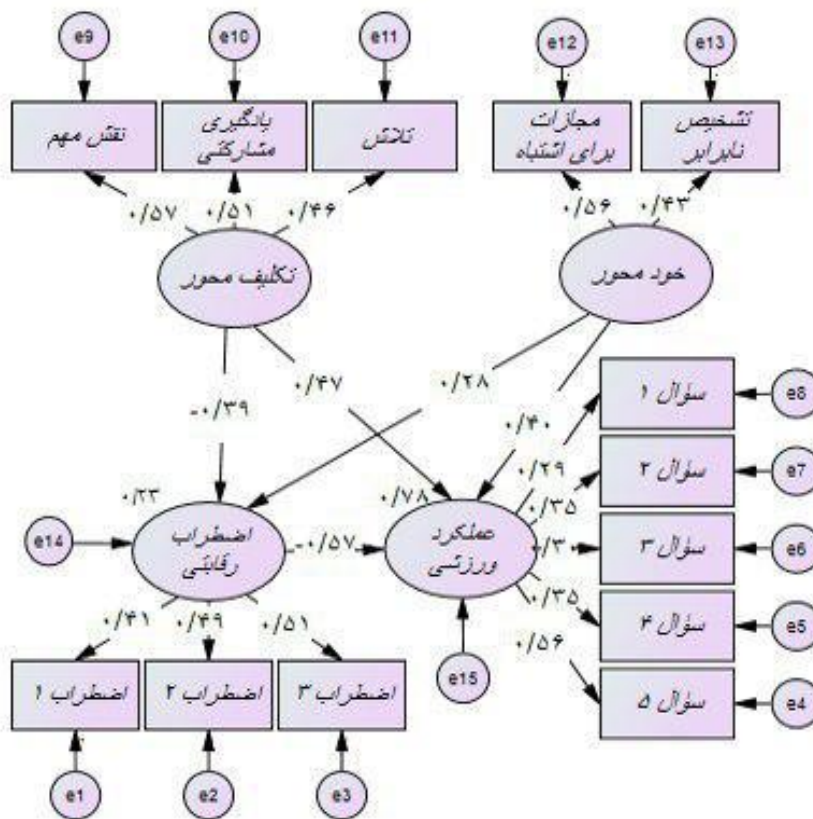 e9
e10
e11
e12
e13
نقش مهم
یادگیری
مشارکتی
تلاش
مجازات
برای اشتباه
تشخیص
نابرابر
۰/۵۷
۰/۵۱
۰/۴۶
۰/۵۶
۰/۴۳
تکلیف محور
خود محور
-۰/۳۹
۰/۴۷
۰/۲۸
۰/۴۰
سؤال ۱
e8
۰/۲۹
سؤال ۲
e7
۰/۳۵
سؤال ۳
e6
۰/۳۰
سؤال ۴
e5
۰/۳۵
سؤال ۵
e4
۰/۵۶
۰/۲۳
۰/۷۸
e14
اضطراب
رقابتی
-۰/۵۷
عملکرد
ورزشی
e15
۰/۴۱
۰/۴۹
۰/۵۱
اضطراب ۱
اضطراب ۲
اضطراب ۳
e1
e2
e3